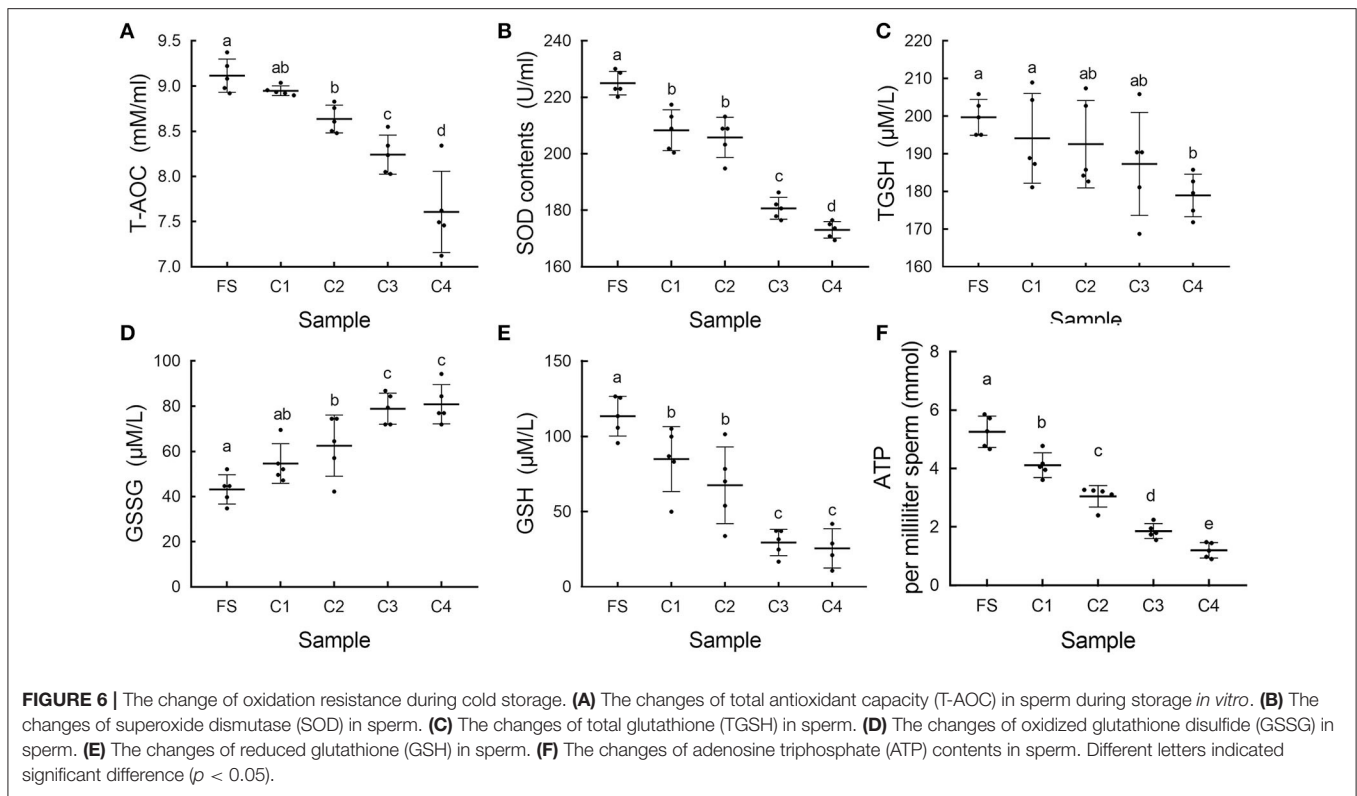 A
T-AOC (mM/ml)
9.5
9.0
8.5
8.0
7.5
7.0
a
ab
b
c
d
FS C1 C2 C3 C4
Sample
B
SOD contents (U/ml)
240
220
200
180
160
a
b
b
c
d
FS C1 C2 C3 C4
Sample
C
TGSH (μM/L)
220
210
200
190
180
170
160
a
a
ab
ab
b
FS C1 C2 C3 C4
Sample
D
GSSG (μM/L)
100
80
60
40
20
0
a
ab
b
c
c
FS C1 C2 C3 C4
Sample
E
GSH (μM/L)
150
100
50
0
a
b
b
c
c
FS C1 C2 C3 C4
Sample
F
ATP
per milliliter sperm (mmol)
8
6
4
2
0
a
b
c
d
e
FS C1 C2 C3 C4
Sample
FIGURE 6 | The change of oxidation resistance during cold storage. (A) The changes of total antioxidant capacity (T-AOC) in sperm during storage in vitro. (B) The
changes of superoxide dismutase (SOD) in sperm. (C) The changes of total glutathione (TGSH) in sperm. (D) The changes of oxidized glutathione disulfide (GSSG) in
sperm. (E) The changes of reduced glutathione (GSH) in sperm. (F) The changes of adenosine triphosphate (ATP) contents in sperm. Different letters indicated
significant difference (p < 0.05).